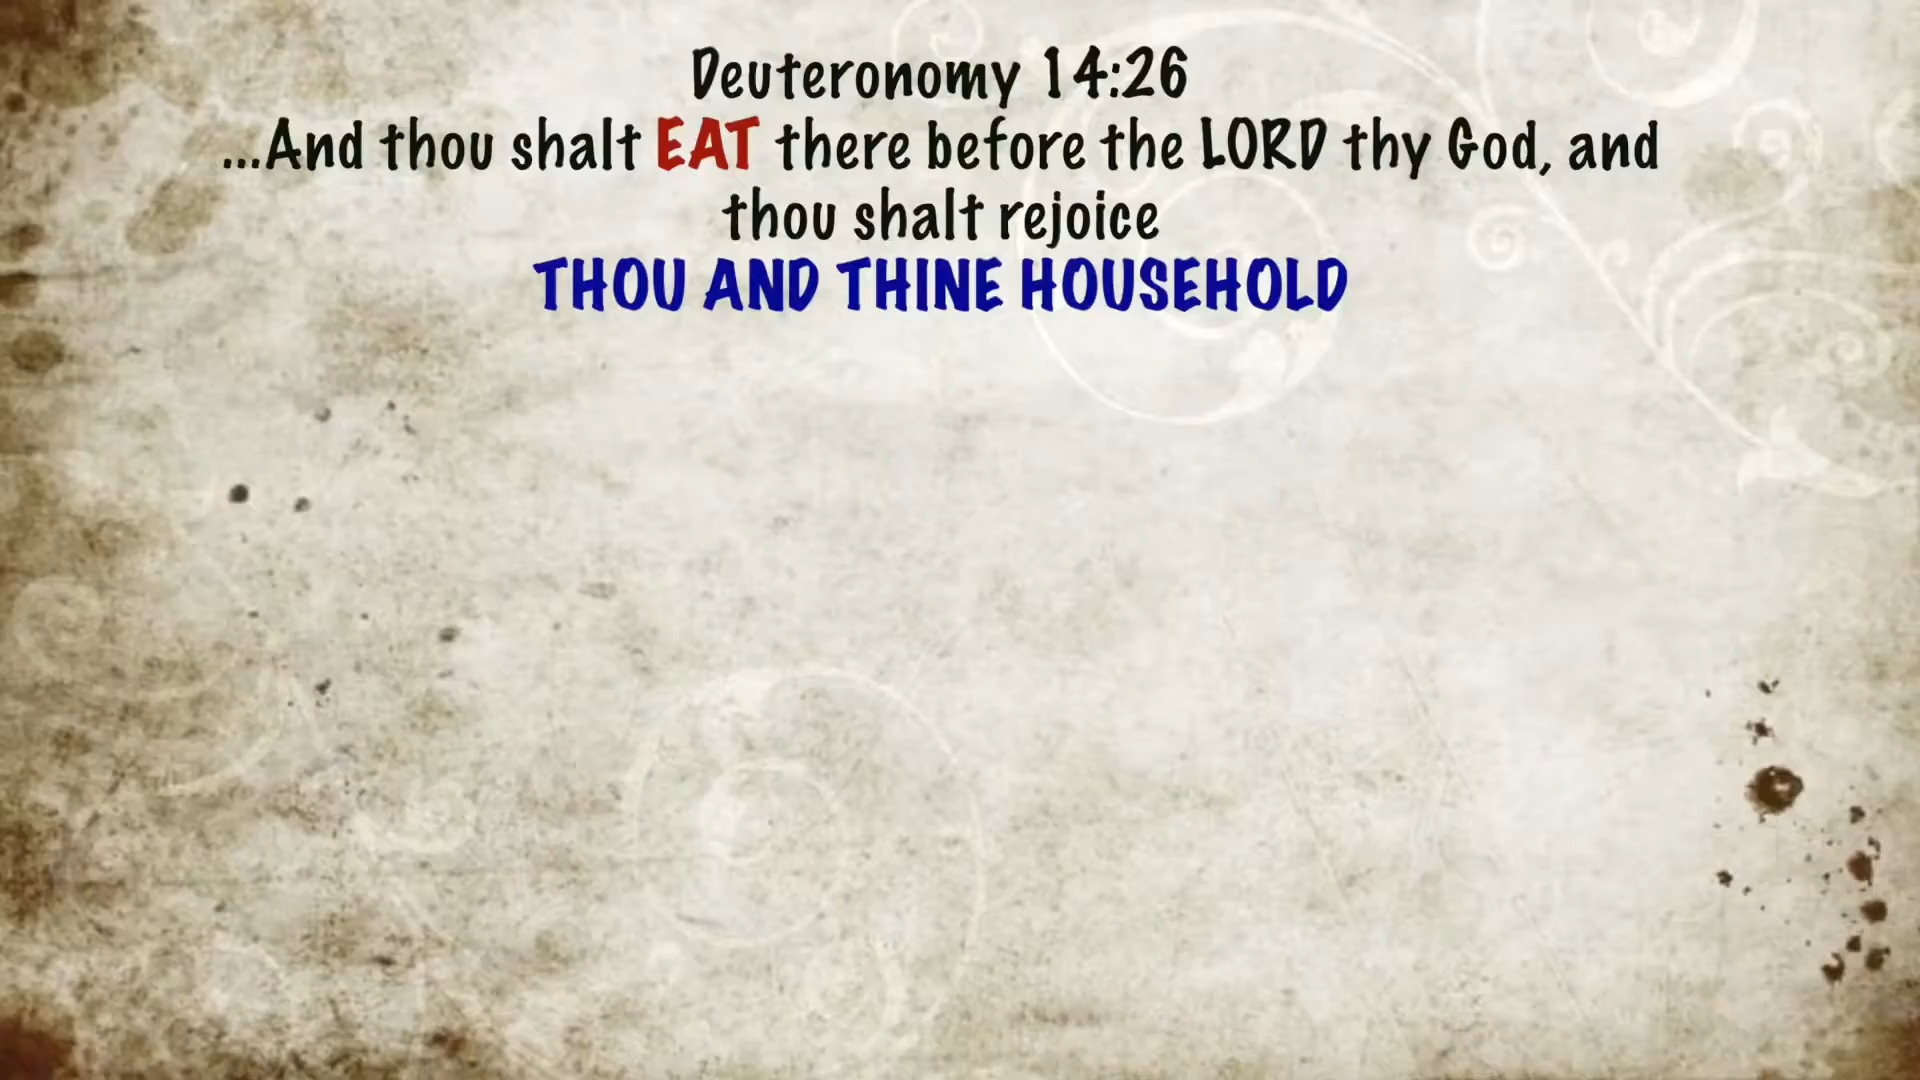 Deuteronomy 14:26
...And thou shalt EAT there before the LORD thy God, and
thou shalt rejoice
THOU AND THINE HOUSEHOLD